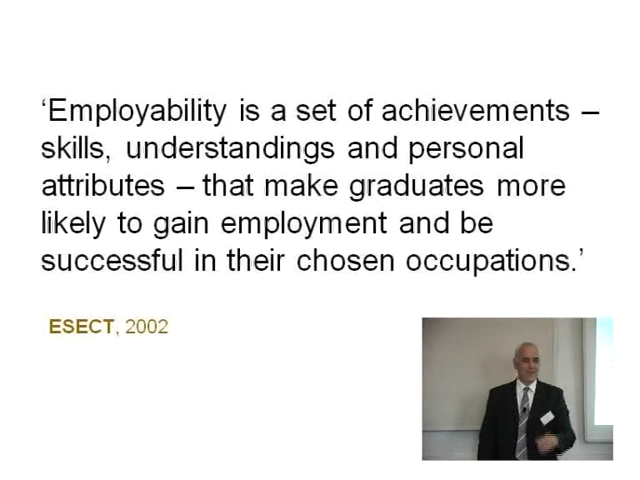 ‘Employability is a set of achievements –
skills, understandings and personal
attributes – that make graduates more
likely to gain employment and be
successful in their chosen occupations.’
ESECT, 2002